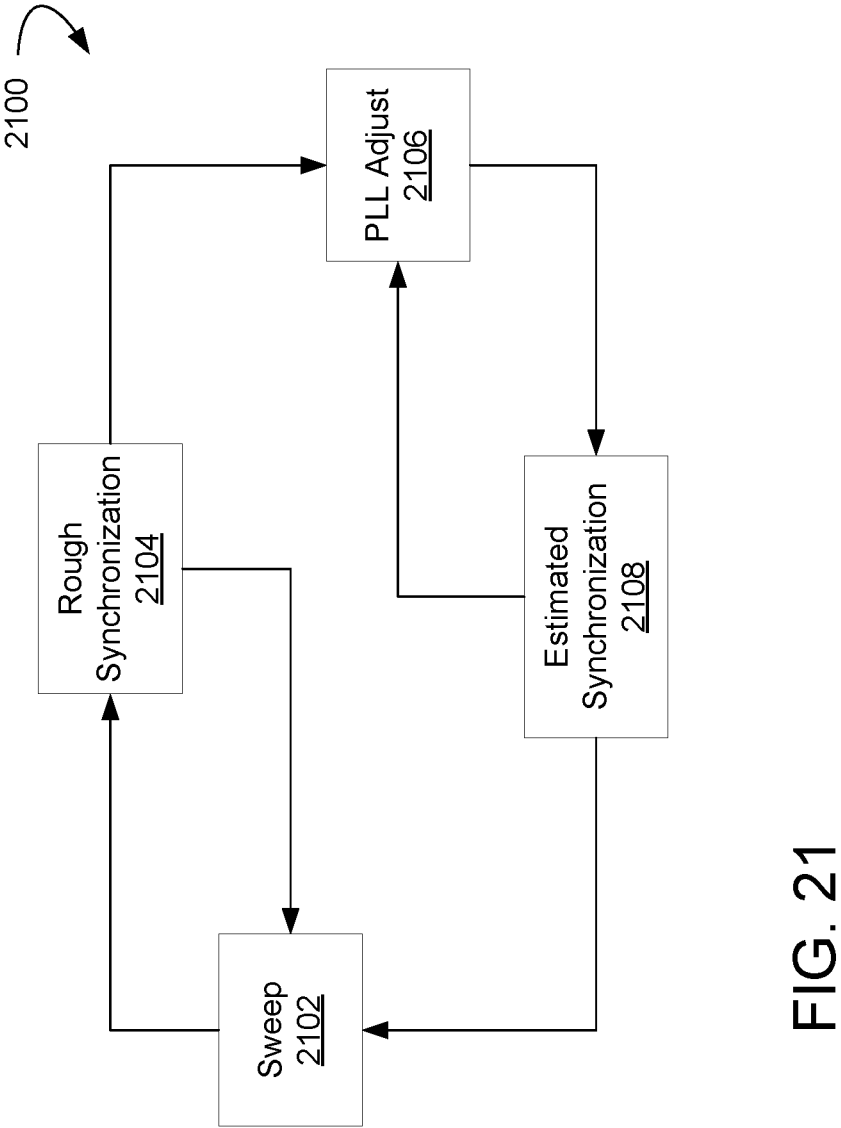 2100
Rough
Synchronization
2104
Sweep
2102
PLL Adjust
2106
Estimated
Synchronization
2108
FIG. 21